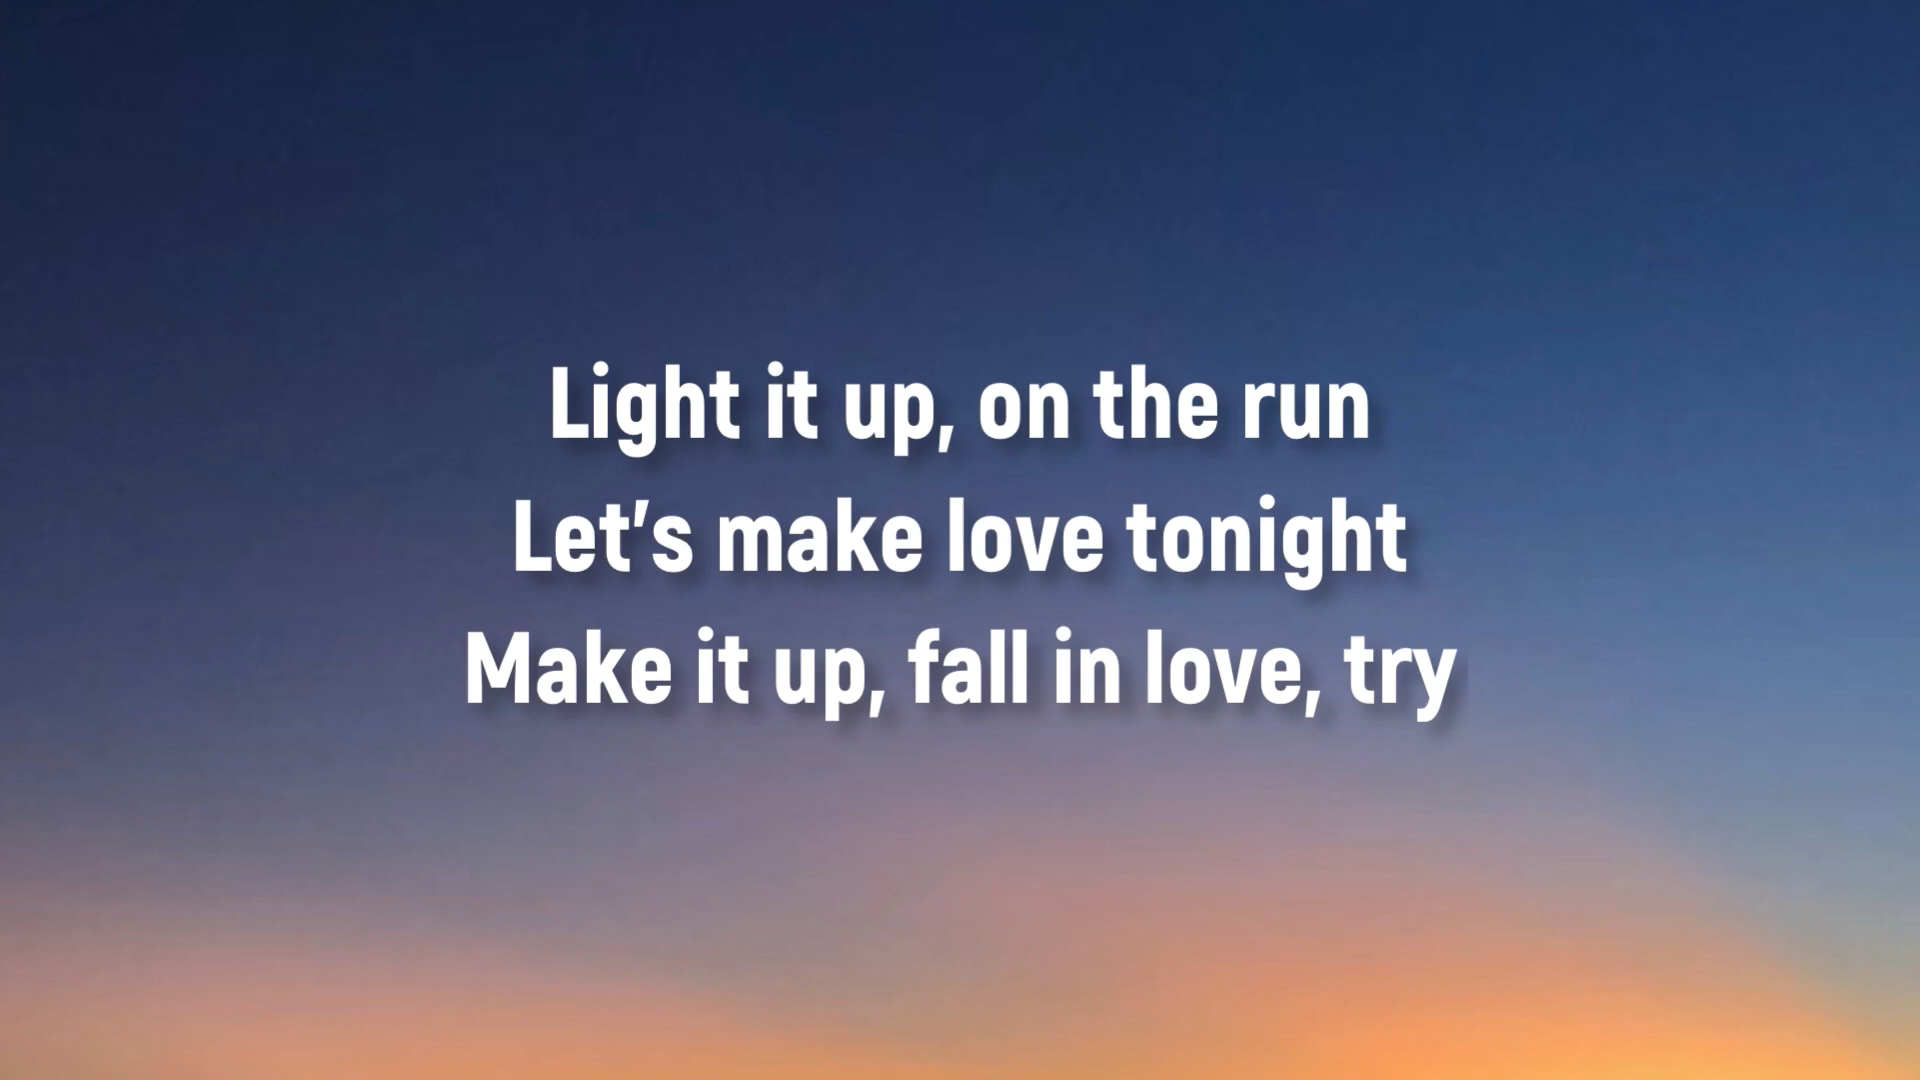 Light it up, on the run
Let's make love tonight
Make it up, fall in love, try